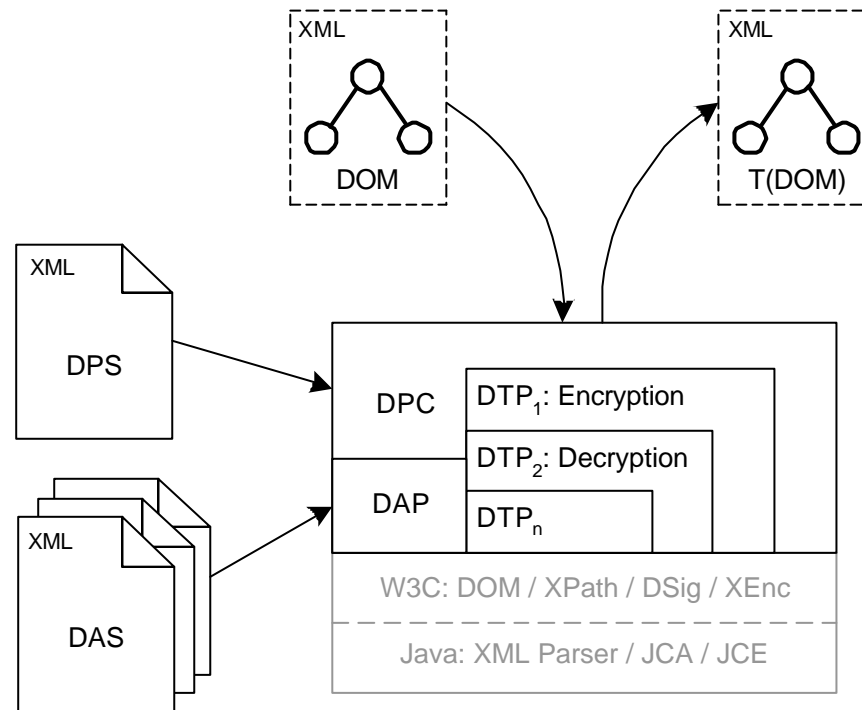 XML
DOM
XML
T(DOM)
XML
DPS
DPC
DTP1: Encryption
DTP2: Decryption
DAP
DTPn
XML
DAS
W3C: DOM / XPath / DSig / XEnc
Java: XML Parser / JCA / JCE